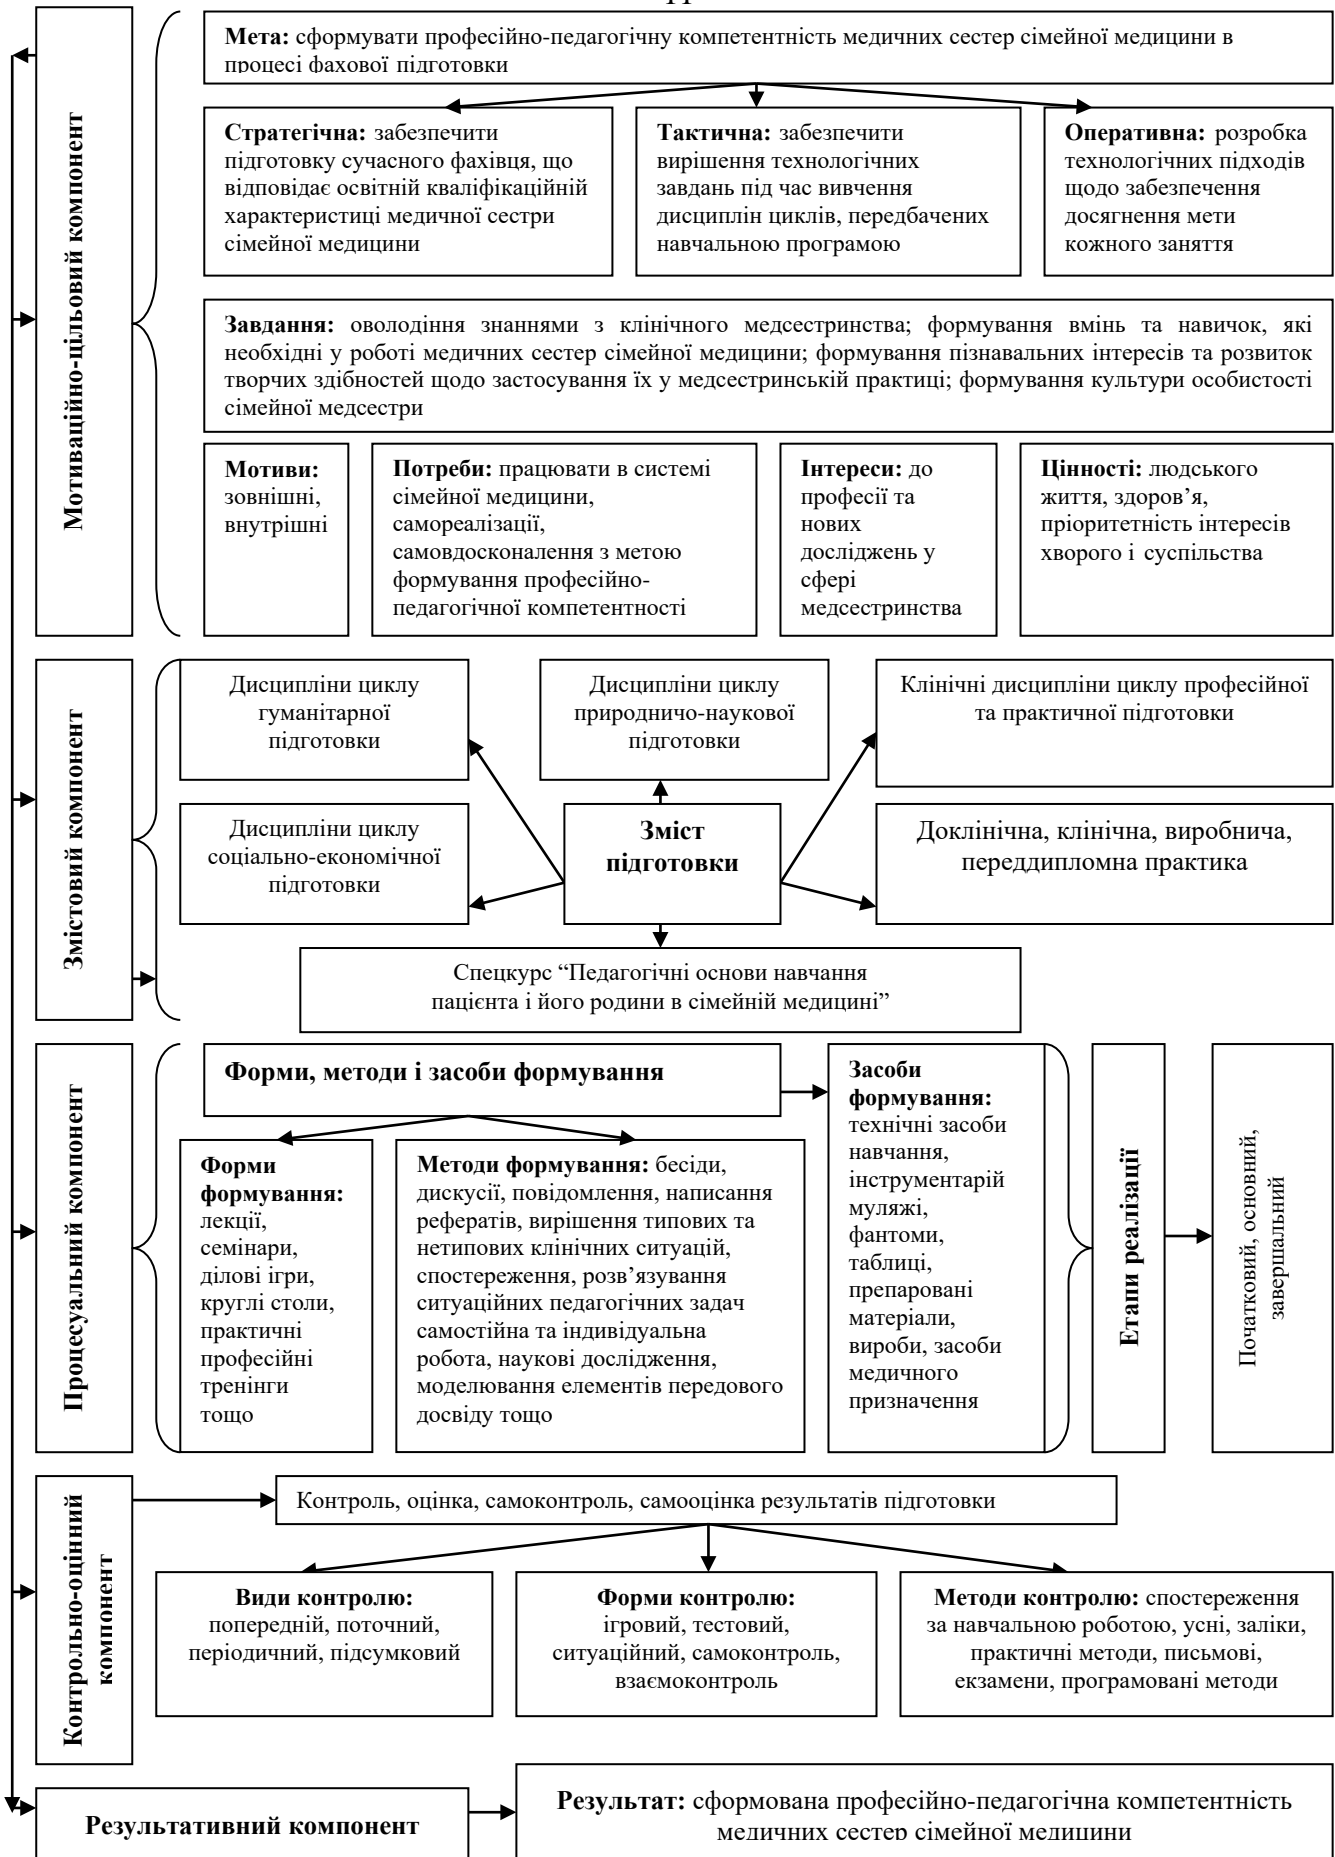 Мотиваційно-цільовий компонент
Мета: сформувати професійно-педагогічну компетентність медичних сестер сімейної медицини в
процесі фахової підготовки
Стратегічна: забезпечити
підготовку сучасного фахівця, що
відповідає освітній кваліфікаційній
характеристиці медичної сестри
сімейної медицини
Тактична: забезпечити
вирішення технологічних
завдань під час вивчення
дисциплін циклів, передбачених
навчальною програмою
Оперативна: розробка
технологічних підходів
щодо забезпечення
досягнення мети
кожного заняття
Завдання: оволодіння знаннями з клінічного медсестринства; формування вмінь та навичок, які
необхідні у роботі медичних сестер сімейної медицини; формування пізнавальних інтересів та розвиток
творчих здібностей щодо застосування їх у медсестринській практиці; формування культури особистості
сімейної медсестри
Мотиви:
зовнішні,
внутрішні
Потреби: працювати в системі
сімейної медицини,
самореалізації,
самовдосконалення з метою
формування професійно-
педагогічної компетентності
Інтереси: до
професії та
нових
досліджень у
сфері
медсестринства
Цінності: людського
життя, здоров’я,
пріоритетність інтересів
хворого і суспільства
Змістовий компонент
Дисципліни циклу
гуманітарної
підготовки
Дисципліни циклу
природничо-наукової
підготовки
Клінічні дисципліни циклу професійної
та практичної підготовки
Дисципліни циклу
соціально-економічної
підготовки
Зміст
підготовки
Доклінічна, клінічна, виробнича,
переддипломна практика
Спецкурс “Педагогічні основи навчання
пацієнта і його родини в сімейній медицині”
Процесуальний компонент
Форми, методи і засоби формування
Форми
формування:
лекції,
семінари,
ділові ігри,
круглі столи,
практичні
професійні
тренінги
тощо
Методи формування: бесіди,
дискусії, повідомлення, написання
рефератів, вирішення типових та
нетипових клінічних ситуацій,
спостереження, розв’язування
ситуаційних педагогічних задач
самостійна та індивідуальна
робота, наукові дослідження,
моделювання елементів передового
досвіду тощо
Засоби
формування:
технічні засоби
навчання,
інструментарій
муляжі,
фантоми,
таблиці,
препаровані
матеріали,
вироби, засоби
медичного
призначення
Етапи реалізації
Початковий, основний,
завершальний
Контрольно-оцінний
компонент
Контроль, оцінка, самоконтроль, самооцінка результатів підготовки
Види контролю:
попередній, поточний,
періодичний, підсумковий
Форми контролю:
ігровий, тестовий,
ситуаційний, самоконтроль,
взаємоконтроль
Методи контролю: спостереження
за навчальною роботою, усні, заліки,
практичні методи, письмові,
екзамени, програмовані методи
Результативний компонент
Результат: сформована професійно-педагогічна компетентність
медичних сестер сімейної медицини